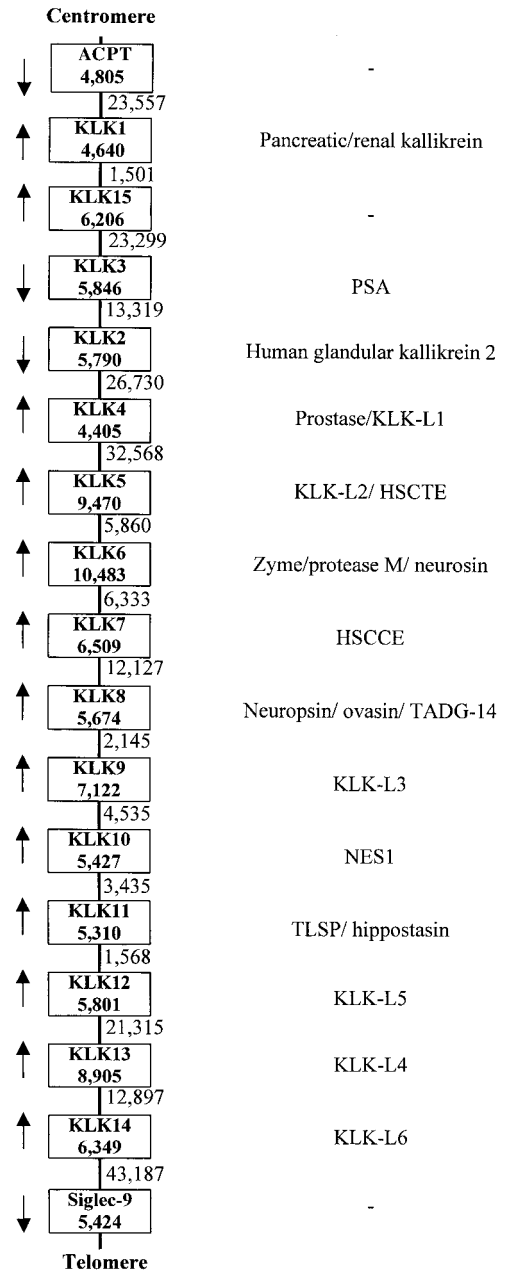 Centromere
ACPT
4,805
-
23,557
KLK1
4,640
Pancreatic/renal kallikrein
1,501
KLK15
6,206
-
23,299
KLK3
5,846
PSA
13,319
KLK2
5,790
Human glandular kallikrein 2
26,730
KLK4
4,405
Prostase/KLK-L1
32,568
KLK5
9,470
KLK-L2/ HSCTE
5,860
KLK6
10,483
Zyme/protease M/ neurosin
6,333
KLK7
6,509
HSCCE
12,127
KLK8
5,674
Neuropsin/ ovasin/ TADG-14
2,145
KLK9
7,122
KLK-L3
4,535
KLK10
5,427
NES1
3,435
KLK11
5,310
TLSP/ hippostasin
1,568
KLK12
5,801
KLK-L5
21,315
KLK13
8,905
KLK-L4
12,897
KLK14
6,349
KLK-L6
43,187
Siglec-9
5,424
-
Telomere